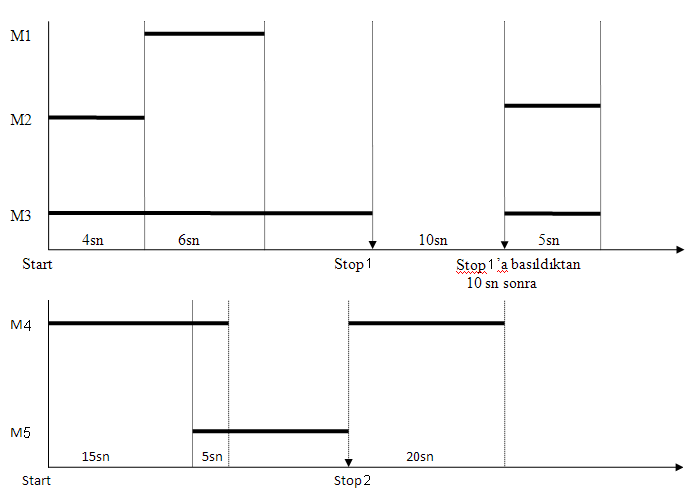 M1
M2
M3
4sn 6sn 10sn 5sn
Start Stop1 Stop1'a basıldıktan
10 sn sonra
M4
M5
15sn 5sn 20sn
Start Stop2